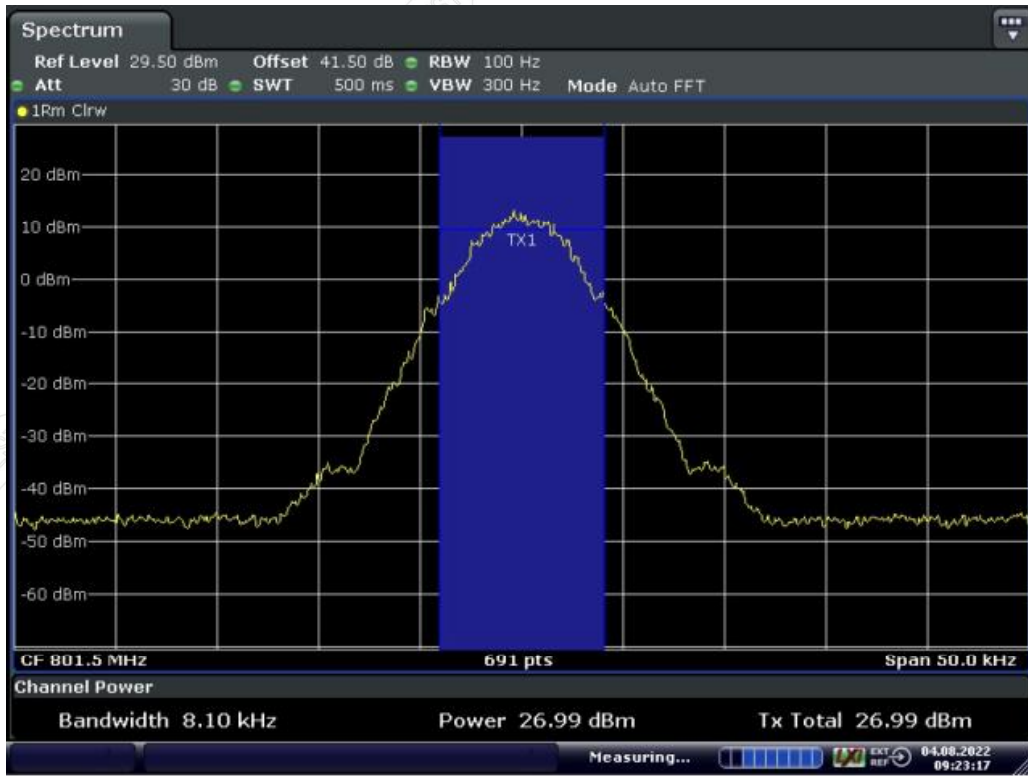 Spectrum
Ref Level 29.50 dBm Offset 41.50 dB RBW 100 Hz
Att 30 dB SWT 500 ms VBW 300 Hz Mode Auto FFT
1Rm Clrw
20 dBm
10 dBm
TX1
0 dBm
-10 dBm
-20 dBm
-30 dBm
-40 dBm
-50 dBm
-60 dBm
CF 801.5 MHz 691 pts Span 50.0 kHz
Channel Power
Bandwidth 8.10 kHz Power 26.99 dBm Tx Total 26.99 dBm
Measuring... LXI EXT REF 04.08.2022
09:23:17